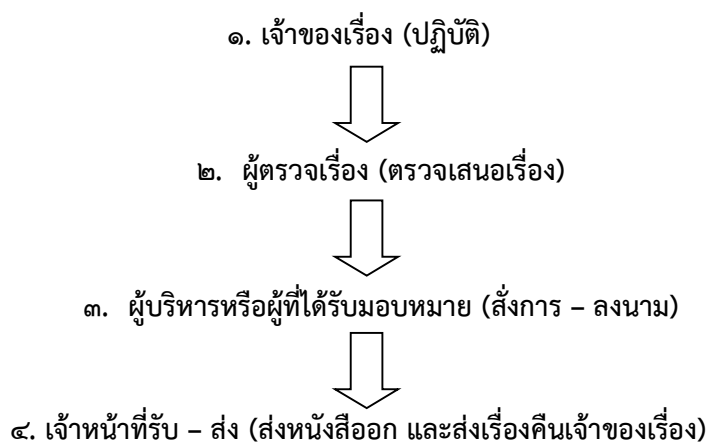 ๑. เจ้าของเรื่อง (ปฏิบัติ)
๒. ผู้ตรวจเรื่อง (ตรวจเสนอเรื่อง)
๓. ผู้บริหารหรือผู้ที่ได้รับมอบหมาย (สั่งการ – ลงนาม)
๔. เจ้าหน้าที่รับ – ส่ง (ส่งหนังสือออก และส่งเรื่องคืนเจ้าของเรื่อง)